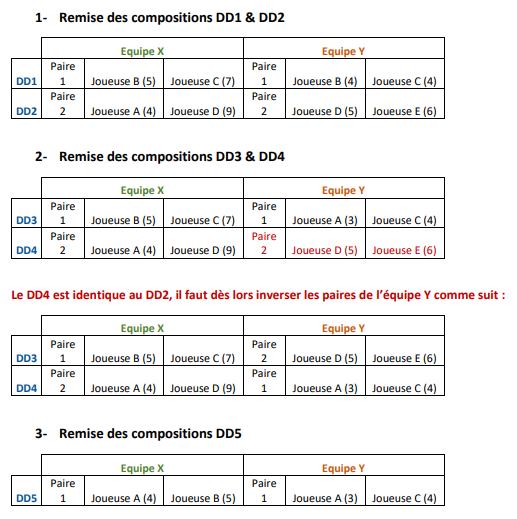 1- Remise des compositions DD1 & DD2
Equipe X Equipe Y
DD1 Paire 1 Joueuse B (5) Joueuse C (7) Paire 1 Joueuse B (4) Joueuse C (4)
DD2 Paire 2 Joueuse A (4) Joueuse D (9) Paire 2 Joueuse D (5) Joueuse E (6)
2- Remise des compositions DD3 & DD4
Equipe X Equipe Y
DD3 Paire 1 Joueuse B (5) Joueuse C (7) Paire 1 Joueuse A (3) Joueuse C (4)
DD4 Paire 2 Joueuse A (4) Joueuse D (9) Paire 2 Joueuse D (5) Joueuse E (6)
Le DD4 est identique au DD2, il faut dès lors inverser les paires de l’équipe Y comme suit :
Equipe X Equipe Y
DD3 Paire 1 Joueuse B (5) Joueuse C (7) Paire 2 Joueuse D (5) Joueuse E (6)
DD4 Paire 2 Joueuse A (4) Joueuse D (9) Paire 1 Joueuse A (3) Joueuse C (4)
3- Remise des compositions DD5
Equipe X Equipe Y
DD5 Paire 1 Joueuse A (4) Joueuse B (5) Paire 1 Joueuse A (3) Joueuse C (4)